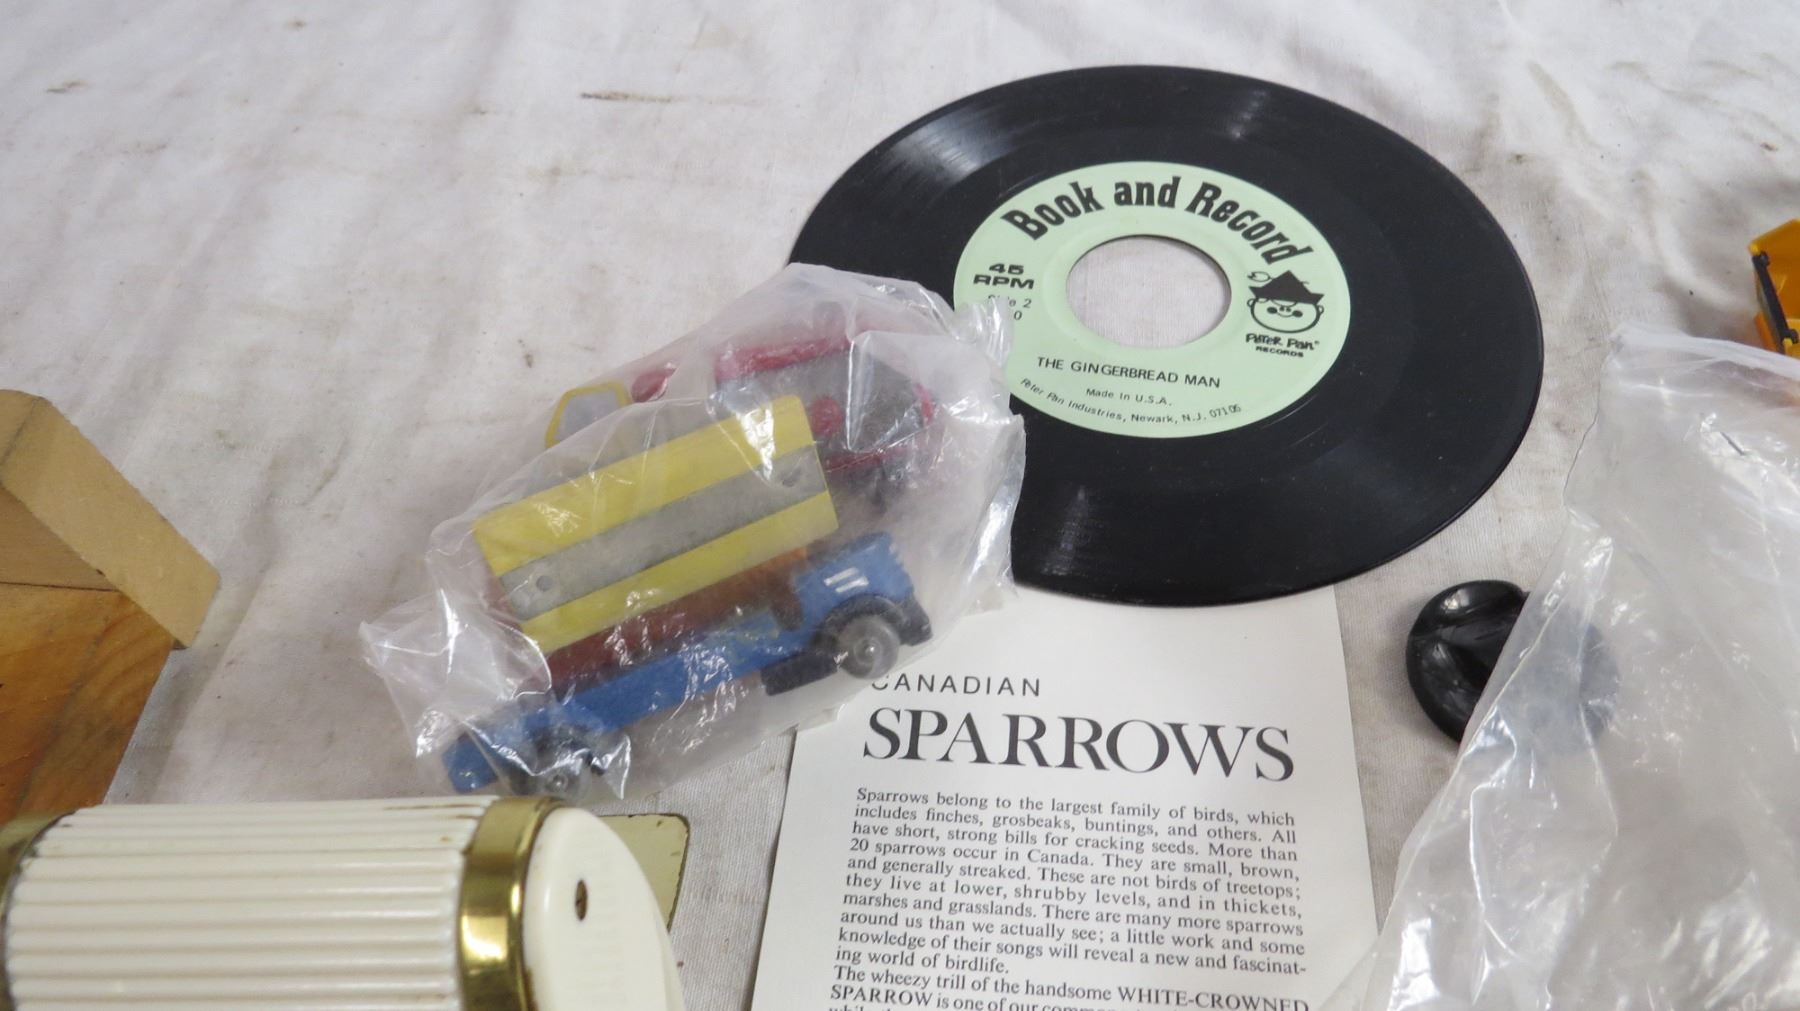 Book and Record
45
RPM
2
0
Peter Pan®
RECORDS
THE GINGERBREAD MAN
Made in U.S.A.
Peter Pan Industries, Newark, N.J. 07105
CANADIAN
SPARROWS
Sparrows belong to the largest family of birds, which
includes finches, grosbeaks, buntings, and others. All
have short, strong bills for cracking seeds. More than
20 sparrows occur in Canada. They are small, brown,
and generally streaked. These are not birds of treetops;
they live at lower, shrubby levels, and in thickets,
marshes and grasslands. There are many more sparrows
around us than we actually see; a little work and some
knowledge of their songs will reveal a new and fascinat-
ing world of birdlife.
The wheezy trill of the handsome WHITE-CROWNED
SPARROW is one of our